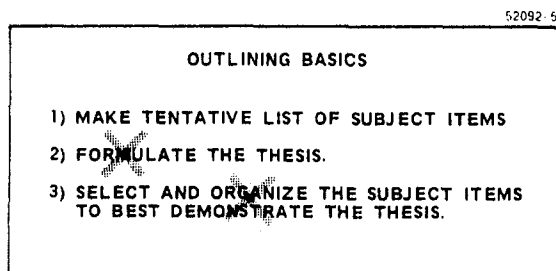 52092-5
OUTLINING BASICS
1) MAKE TENTATIVE LIST OF SUBJECT ITEMS
2) FORMULATE THE THESIS.
3) SELECT AND ORGANIZE THE SUBJECT ITEMS
TO BEST DEMONSTRATE THE THESIS.